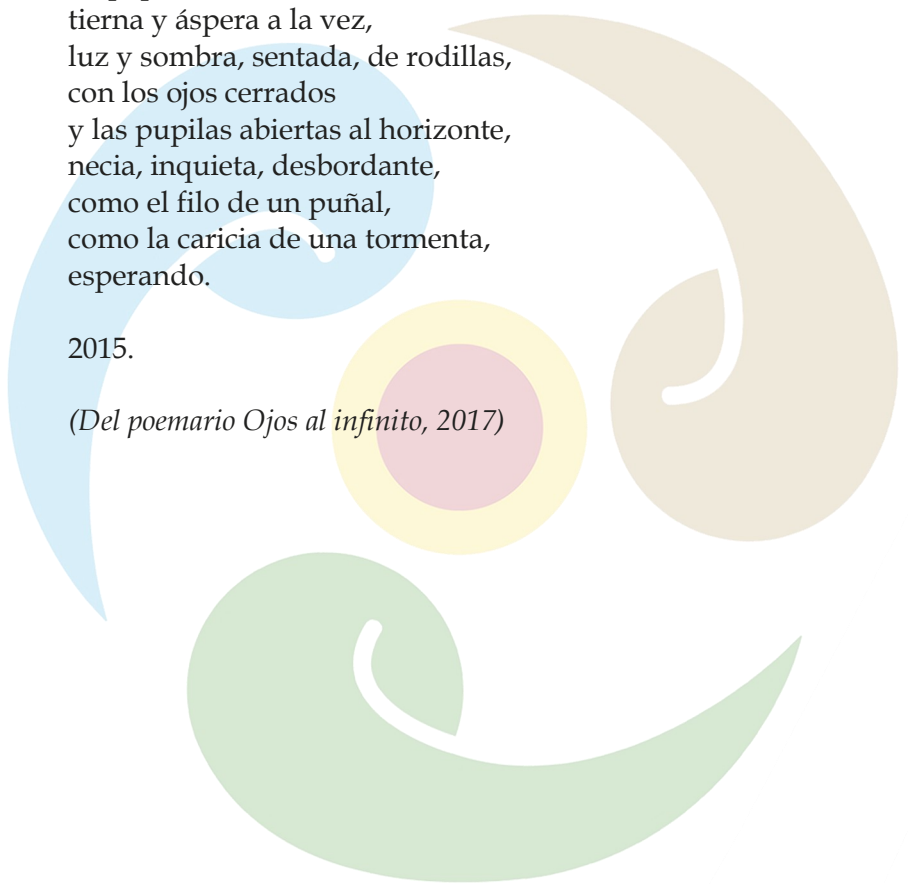 tierna y áspera a la vez,
luz y sombra, sentada, de rodillas,
con los ojos cerrados
y las pupilas abiertas al horizonte,
necia, inquieta, desbordante,
como el filo de un puñal,
como la caricia de una tormenta,
esperando.
2015.
(Del poemario Ojos al infinito, 2017)